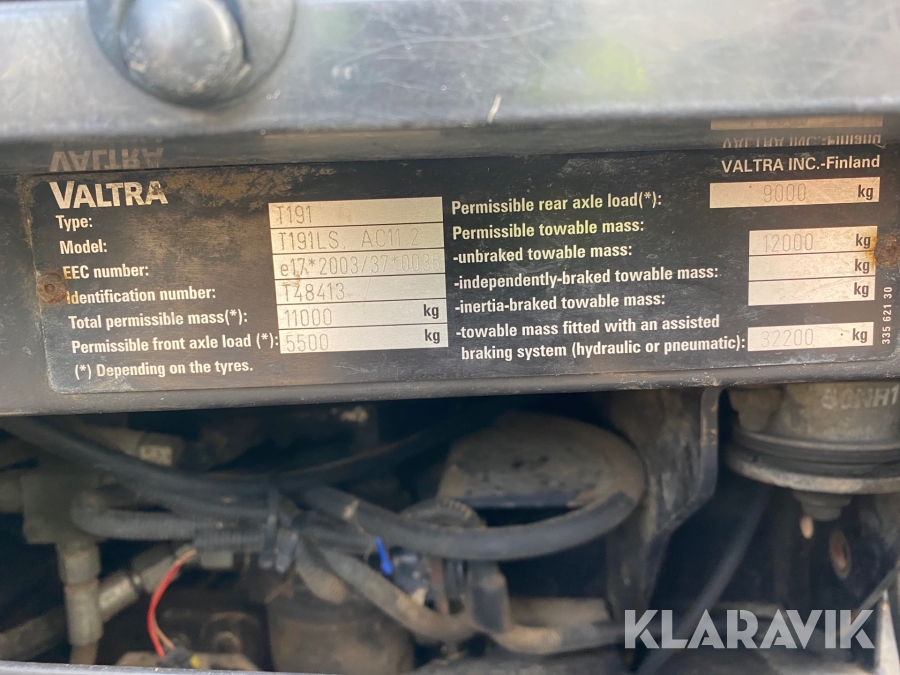 VALTRA
VALTRA INC.-Finland
Type: T191
Model: T191LS, AC11.2
EEC number: e17*2003/37*
Identification number: T48413
Total permissible mass(*): 11000 kg
Permissible front axle load (*): 5500 kg
(*) Depending on the tyres.
Permissible rear axle load(*): 9000 kg
Permissible towable mass:
-unbraked towable mass: 12000 kg
-independently-braked towable mass: kg
-inertia-braked towable mass: kg
-towable mass fitted with an assisted
braking system (hydraulic or pneumatic): 32200 kg
335 621 30
KLARAVIK